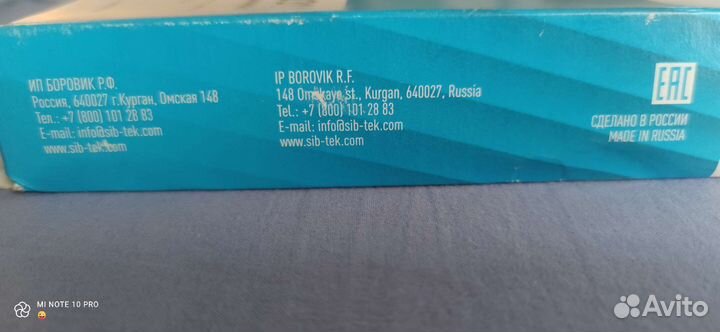 ИП БОРОВИК Р.Ф.
Россия, 640027 г.Курган, Омская 148
Тел.: +7 (800) 101 28 83
E-mail: info@sib-tek.com
www.sib-tek.com
IP BOROVIK R.F.
148 Omskaye st., Kurgan, 640027, Russia
Tel.: +7 (800) 101 28 83
E-mail: info@sib-tek.com
www.sib-tek.com
EAC
СДЕЛАНО В РОССИИ
MADE IN RUSSIA
MI NOTE 10 PRO
Avito